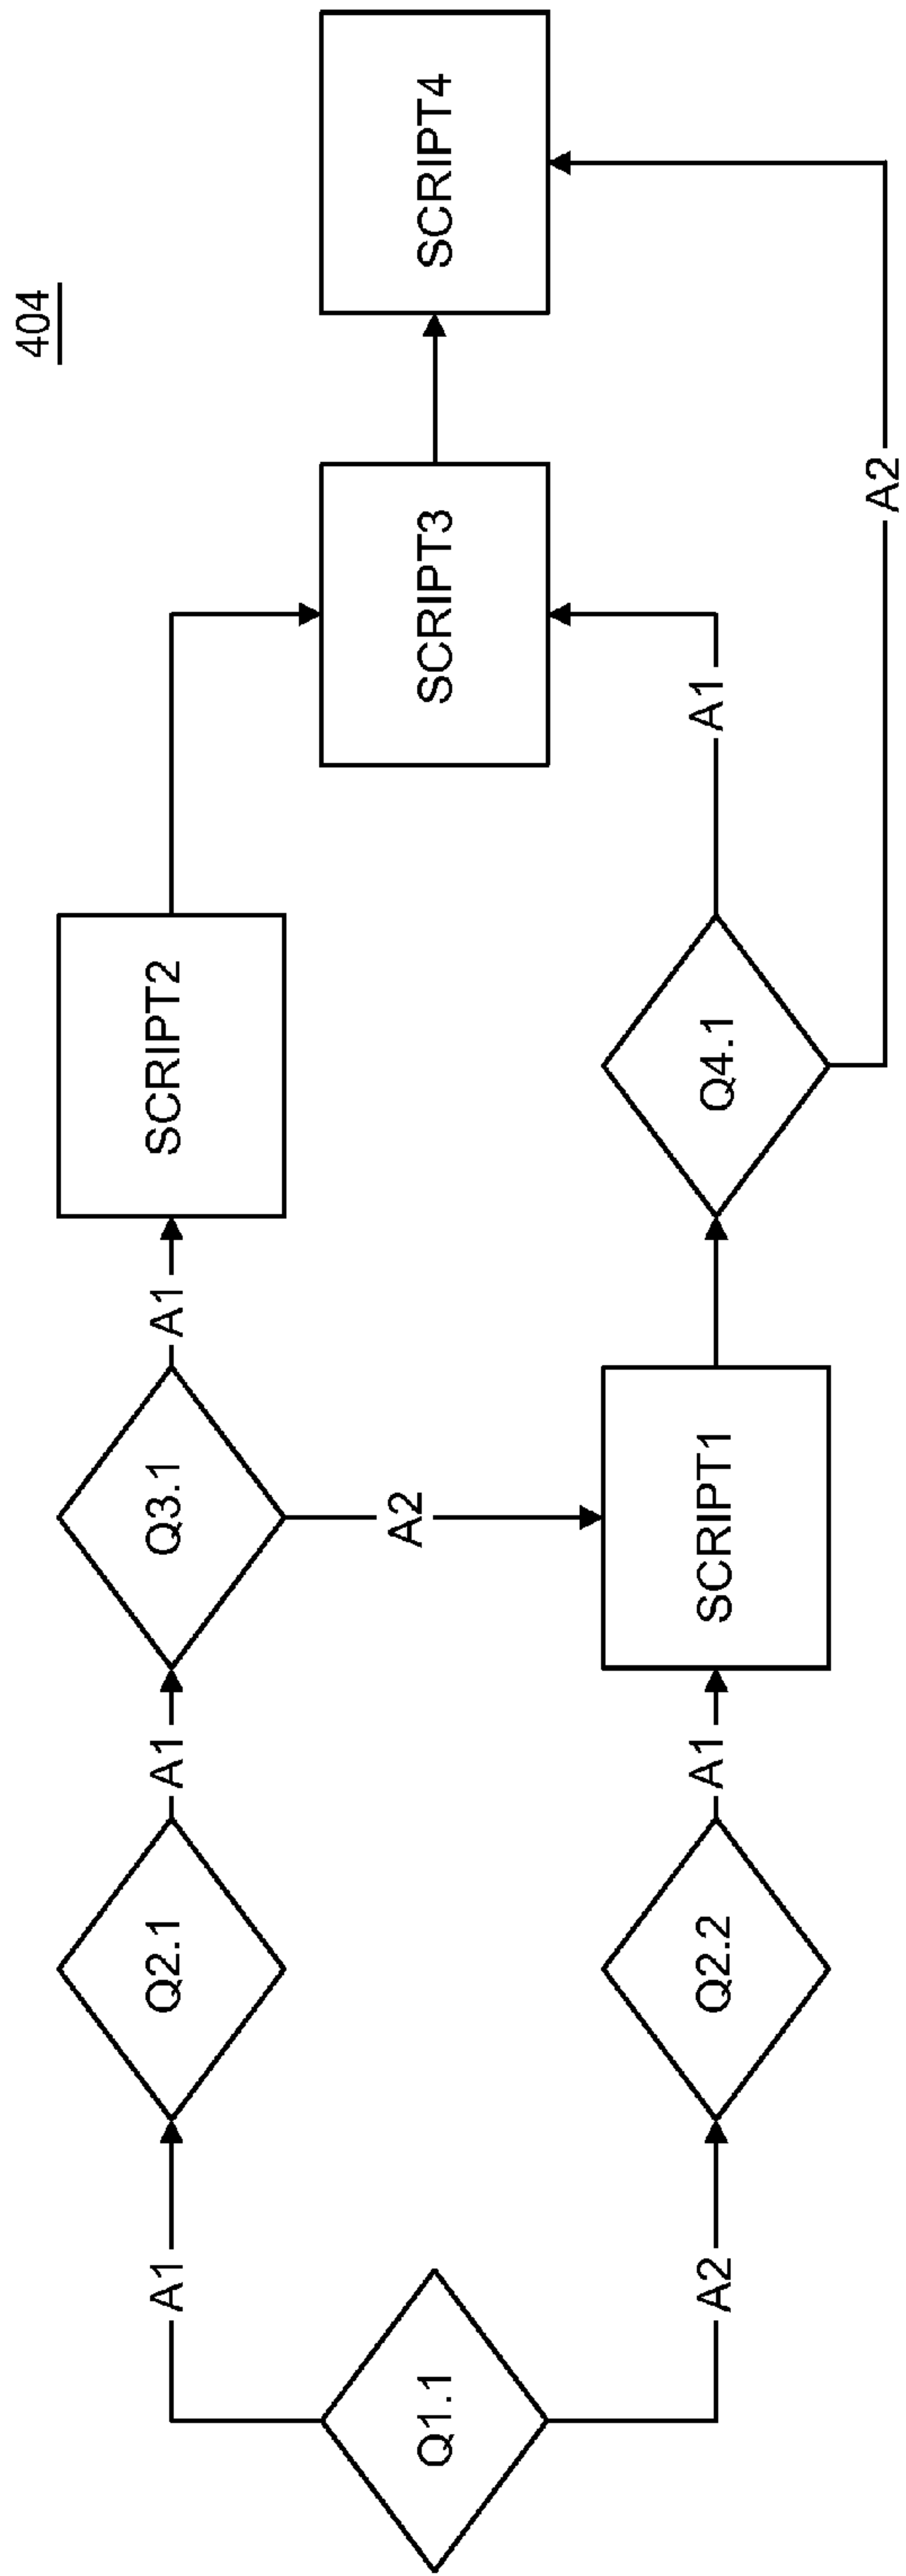 404
Q1.1
A1
A2
Q2.1
Q2.2
A1
A1
Q3.1
A2
SCRIPT1
A1
SCRIPT2
Q4.1
A1
A2
SCRIPT3
SCRIPT4